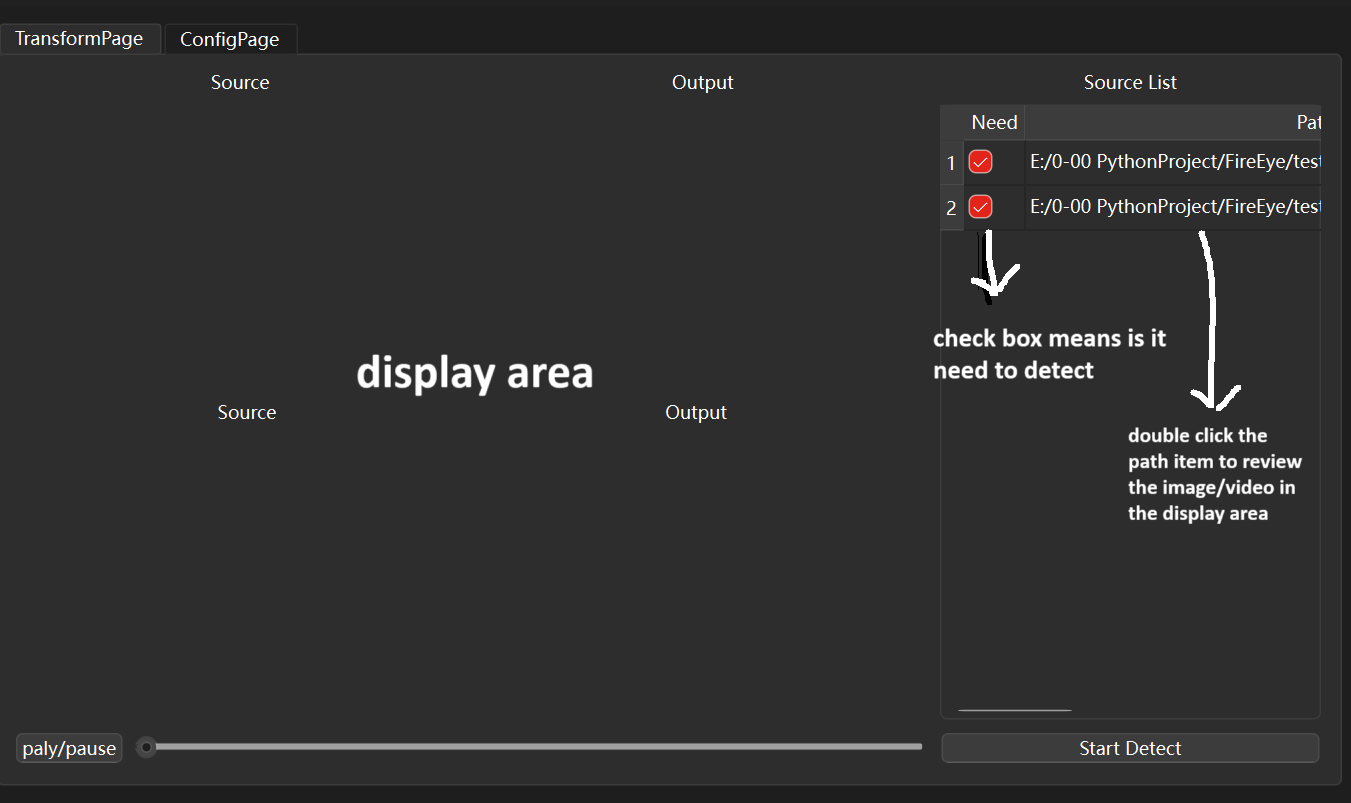 TransformPage ConfigPage
Source Output Source List
Need Pat
1 E:/0-00 PythonProject/FireEye/test
2 E:/0-00 PythonProject/FireEye/test
check box means is it
need to detect
display area
Source Output
double click the
path item to review
the image/video in
the display area
paly/pause Start Detect